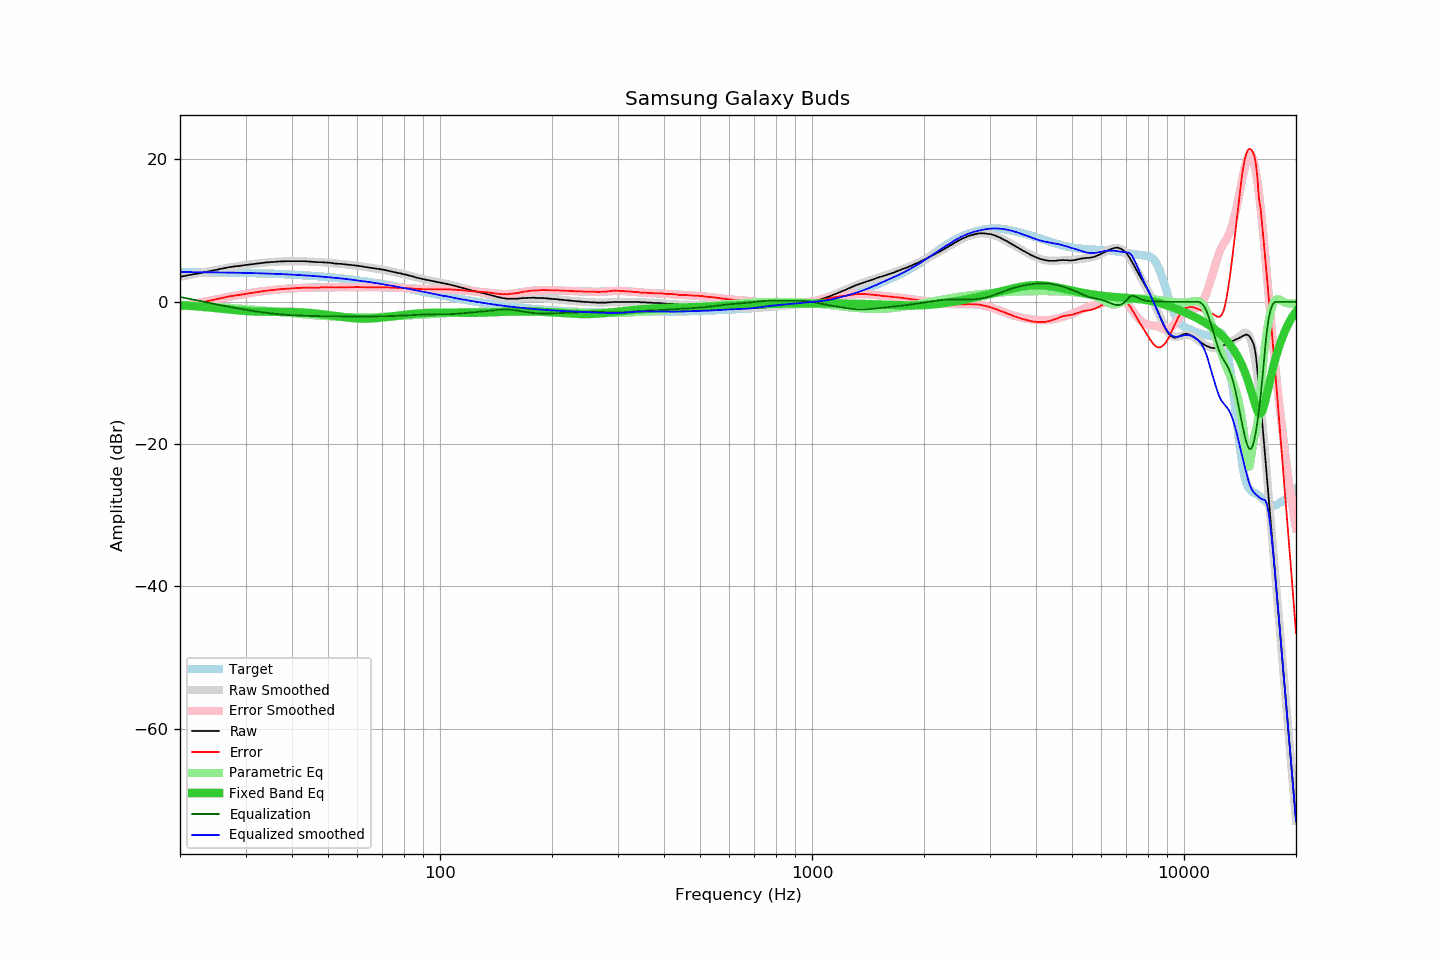 Samsung Galaxy Buds
20
0
−20
−40
−60
Amplitude (dBr)
Target
Raw Smoothed
Error Smoothed
Raw
Error
Parametric Eq
Fixed Band Eq
Equalization
Equalized smoothed
100 1000 10000
Frequency (Hz)